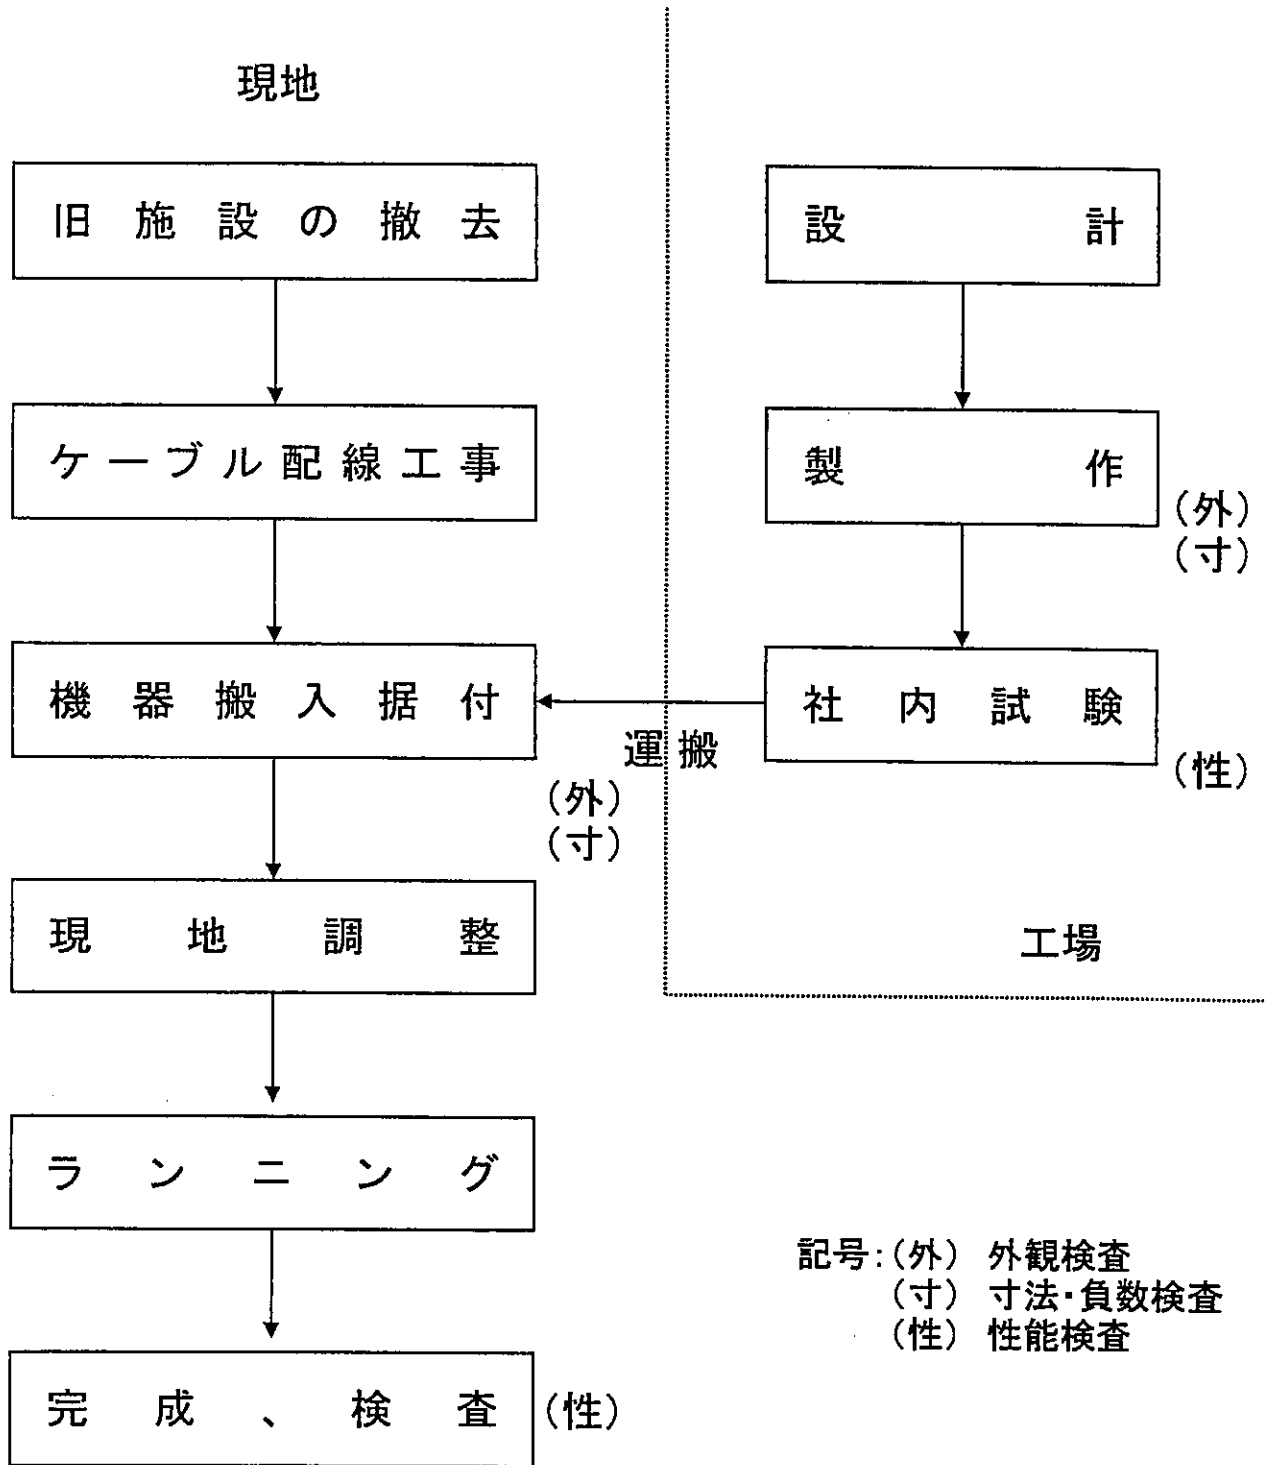 現地
旧施設の撤去
ケーブル配線工事
機器搬入据付
(外)
(寸)
現地調整
ランニング
完成、検査
(性)
設計
製作
(外)
(寸)
社内試験
(性)
運搬
工場
記号:(外) 外観検査
(寸) 寸法・負数検査
(性) 性能検査